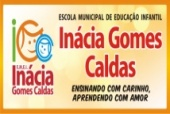 ESCOLA MUNICIPAL DE EDUCAÇÃO INFANTIL
Inácia Gomes
Caldas
ENSINANDO COM CARINHO,
APRENDENDO COM AMOR
Inácia
Gomes Caldas